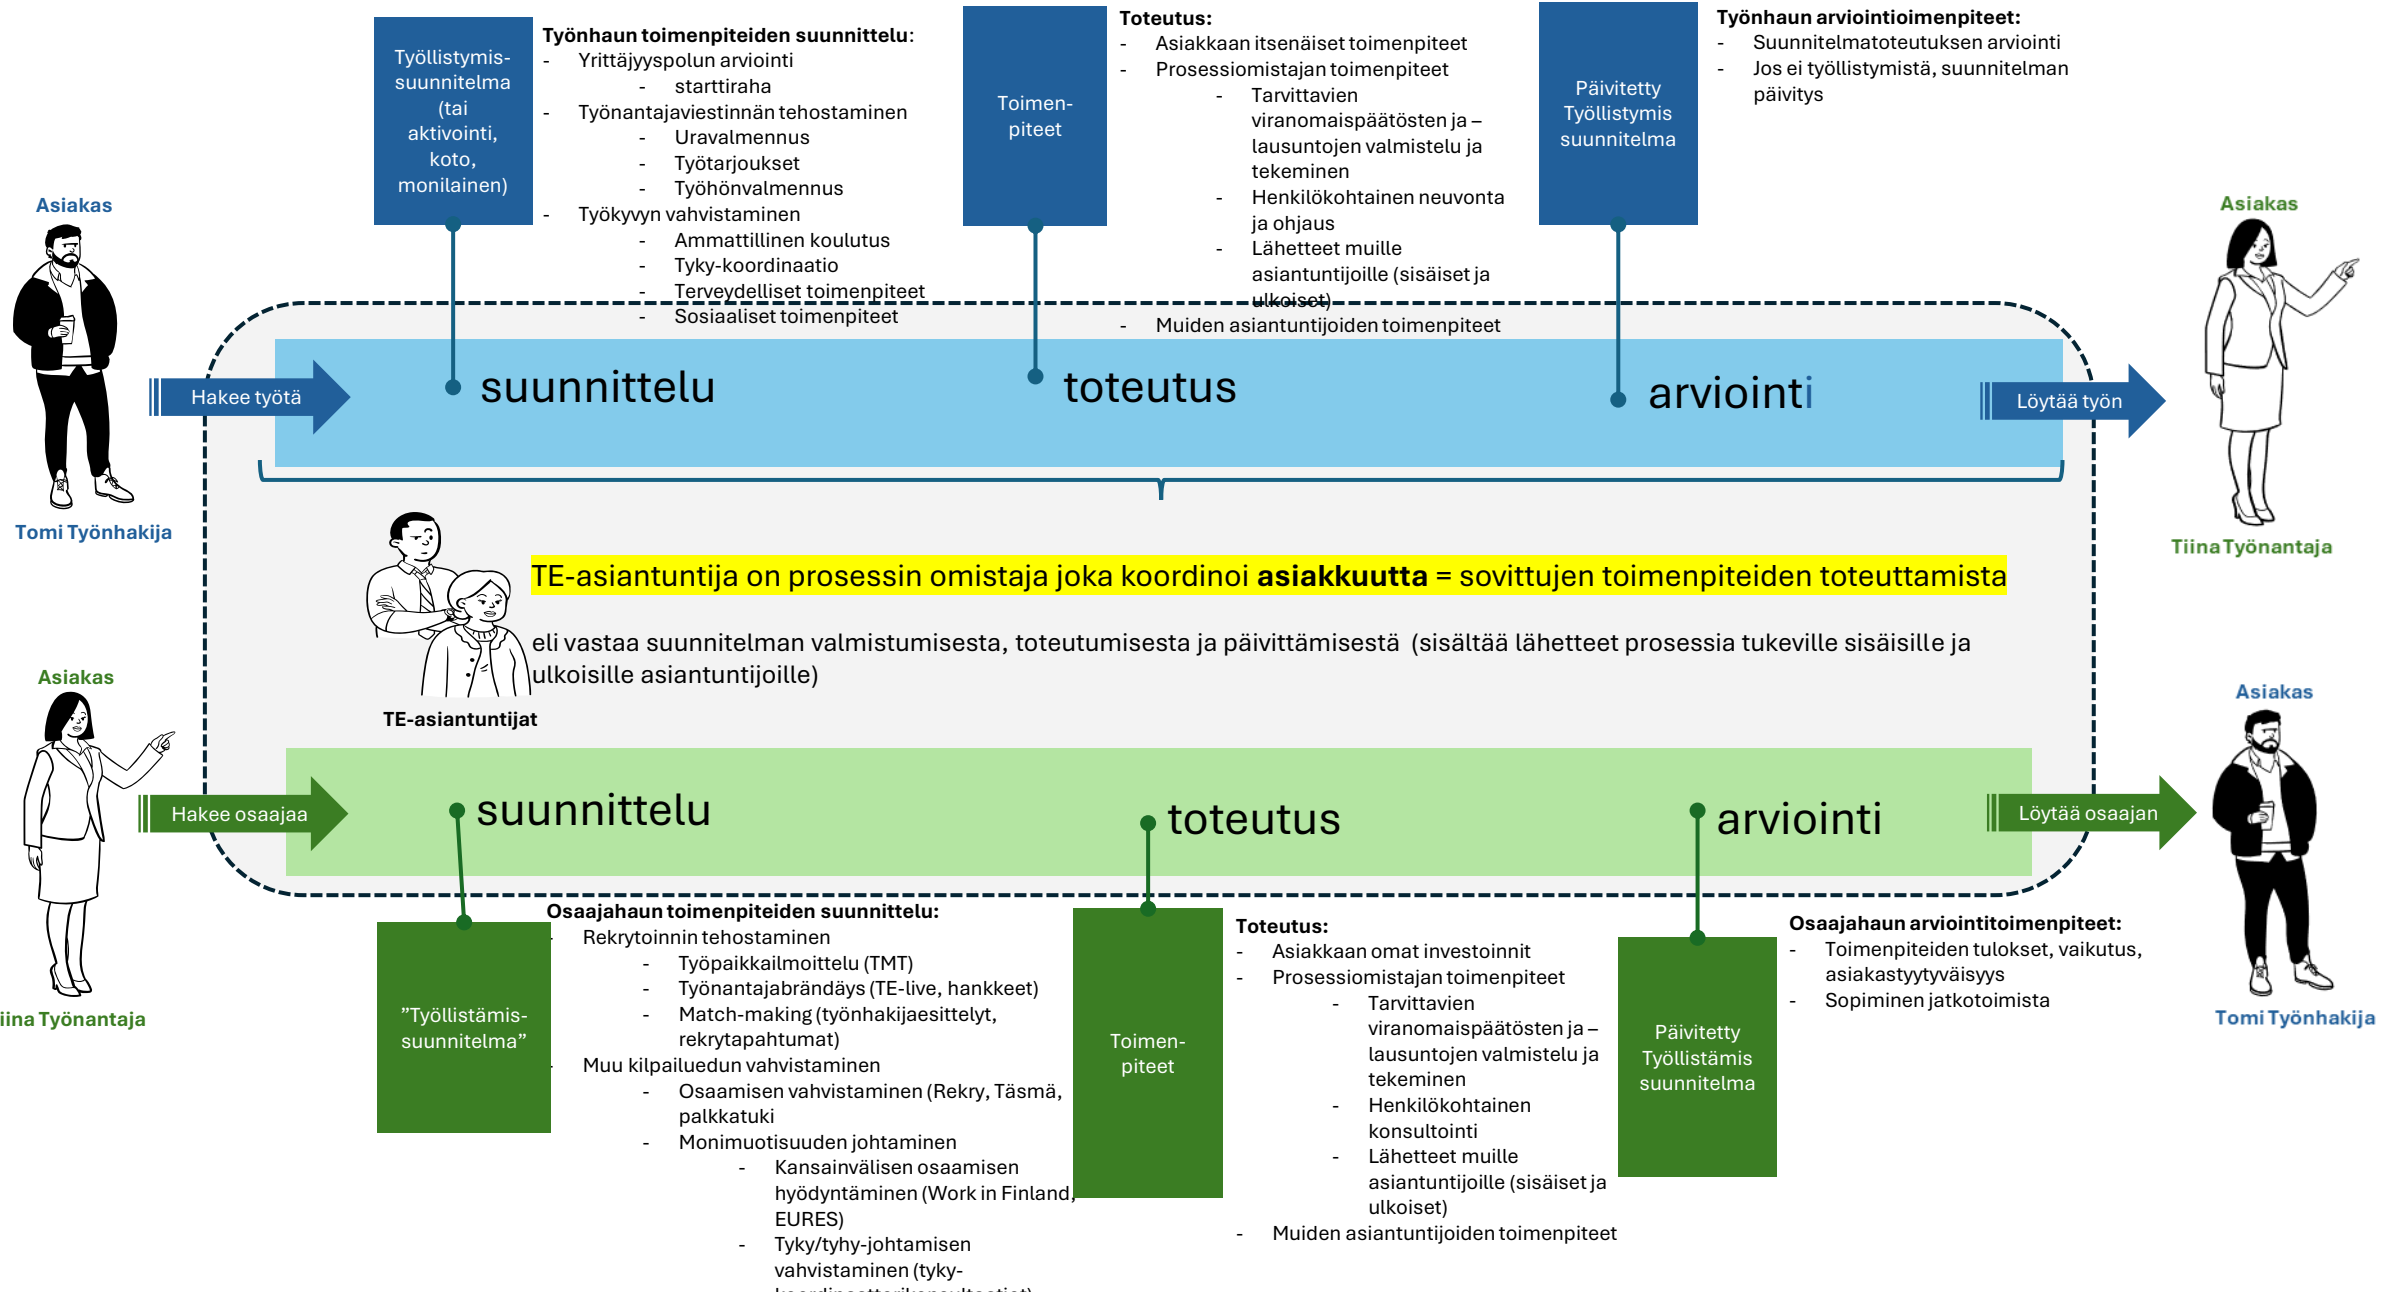 Työllistymis-
suunnitelma
(tai
aktivointi,
koto,
monilainen)
Työnhaun toimenpiteiden suunnittelu:
- Yrittäjyyspolun arviointi
- starttiraha
- Työnantajaviestinnän tehostaminen
- Uravalmennus
- Työtarjoukset
- Työhönvalmennus
- Työkyvyn vahvistaminen
- Ammattillinen koulutus
- Tyky-koordinaatio
- Terveydelliset toimenpiteet
- Sosiaaliset toimenpiteet
Toimen-
piteet
Toteutus:
- Asiakkaan itsenäiset toimenpiteet
- Prosessiomistajan toimenpiteet
- Tarvittavien
viranomaispäätösten ja –
lausuntojen valmistelu ja
tekeminen
- Henkilökohtainen neuvonta
ja ohjaus
- Lähetteet muille
asiantuntijoille (sisäiset ja
ulkoiset)
- Muiden asiantuntijoiden toimenpiteet
Päivitetty
Työllistymis
suunnitelma
Työnhaun arviointioimenpiteet:
- Suunnitelmatoteutuksen arviointi
- Jos ei työllistymistä, suunnitelman
päivitys
Asiakas
Tomi Työnhakija
Hakee työtä
suunnittelu
toteutus
arviointi
Löytää työn
Asiakas
Tiina Työnantaja
TE-asiantuntijat
TE-asiantuntija on prosessin omistaja joka koordinoi asiakkuutta = sovittujen toimenpiteiden toteuttamista
eli vastaa suunnitelman valmistumisesta, toteutumisesta ja päivittämisestä (sisältää lähetteet prosessia tukeville sisäisille ja
ulkoisille asiantuntijoille)
Asiakas
iina Työnantaja
Hakee osaajaa
suunnittelu
toteutus
arviointi
Löytää osaajan
Asiakas
Tomi Työnhakija
"Työllistämis-
suunnitelma”
Osaajahaun toimenpiteiden suunnittelu:
- Rekrytoinnin tehostaminen
- Työpaikkailmoittelu (TMT)
- Työnantajabrändäys (TE-live, hankkeet)
- Match-making (työnhakijaesittelyt,
rekrytapahtumat)
- Muu kilpailuedun vahvistaminen
- Osaamisen vahvistaminen (Rekry, Täsmä,
palkkatuki
- Monimuotisuuden johtaminen
- Kansainvälisen osaamisen
hyödyntäminen (Work in Finland,
EURES)
- Tyky/tyhy-johtamisen
vahvistaminen (tyky-
Toimen-
piteet
Toteutus:
- Asiakkaan omat investoinnit
- Prosessiomistajan toimenpiteet
- Tarvittavien
viranomaispäätösten ja –
lausuntojen valmistelu ja
tekeminen
- Henkilökohtainen
konsultointi
- Lähetteet muille
asiantuntijoille (sisäiset ja
ulkoiset)
- Muiden asiantuntijoiden toimenpiteet
Päivitetty
Työllistämis
suunnitelma
Osaajahaun arviointitoimenpiteet:
- Toimenpiteiden tulokset, vaikutus,
asiakastyytyväisyys
- Sopiminen jatkotoimista